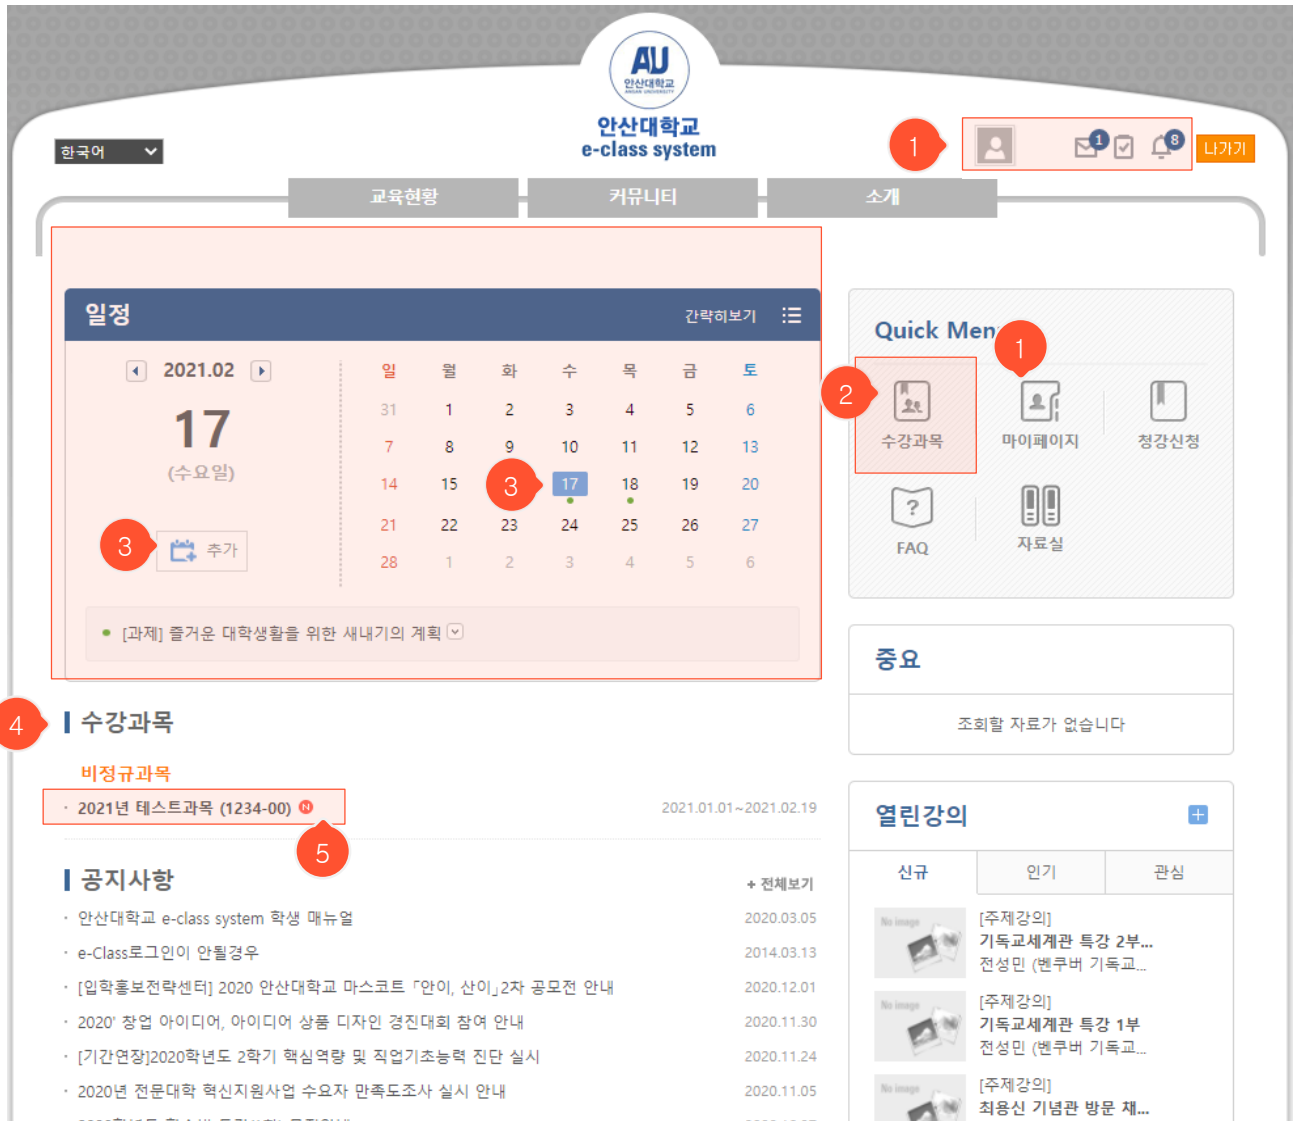 AU
안산대학교
ANSAN UNIVERSITY
안산대학교
e-class system
한국어
1
1
8
나가기
교육현황
커뮤니티
소개
일정
간략히보기
2021.02
17
(수요일)
3
추가
일 월 화 수 목 금 토
31 1 2 3 4 5 6
7 8 9 10 11 12 13
14 15 3 17 18 19 20
21 22 23 24 25 26 27
28 1 2 3 4 5 6
[과제] 즐거운 대학생활을 위한 새내기의 계획
Quick Men
1
2
수강과목
마이페이지
청강신청
?
FAQ
자료실
중요
조회할 자료가 없습니다
4
수강과목
비정규과목
· 2021년 테스트과목 (1234-00) N
2021.01.01~2021.02.19
5
공지사항
+ 전체보기
· 안산대학교 e-class system 학생 매뉴얼 2020.03.05
· e-Class로그인이 안될경우 2014.03.13
· [입학홍보전략센터] 2020 안산대학교 마스코트 「안이, 산이」2차 공모전 안내 2020.12.01
· 2020' 창업 아이디어, 아이디어 상품 디자인 경진대회 참여 안내 2020.11.30
· [기간연장]2020학년도 2학기 핵심역량 및 직업기초능력 진단 실시 2020.11.24
· 2020년 전문대학 혁신지원사업 수요자 만족도조사 실시 안내 2020.11.05
열린강의
+
신규
인기
관심
No image
[주제강의]
기독교세계관 특강 2부...
전성민 (벤쿠버 기독교...
No image
[주제강의]
기독교세계관 특강 1부
전성민 (벤쿠버 기독교...
No image
[주제강의]
최용신 기념관 방문 채...